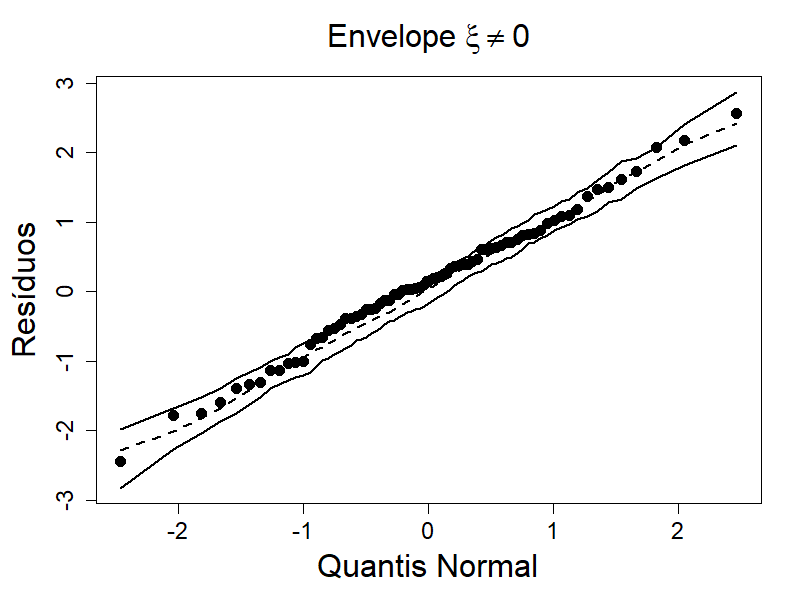 Envelope ξ ≠ 0
3
2
1
0
-1
-2
-3
Resíduos
-2 -1 0 1 2
Quantis Normal